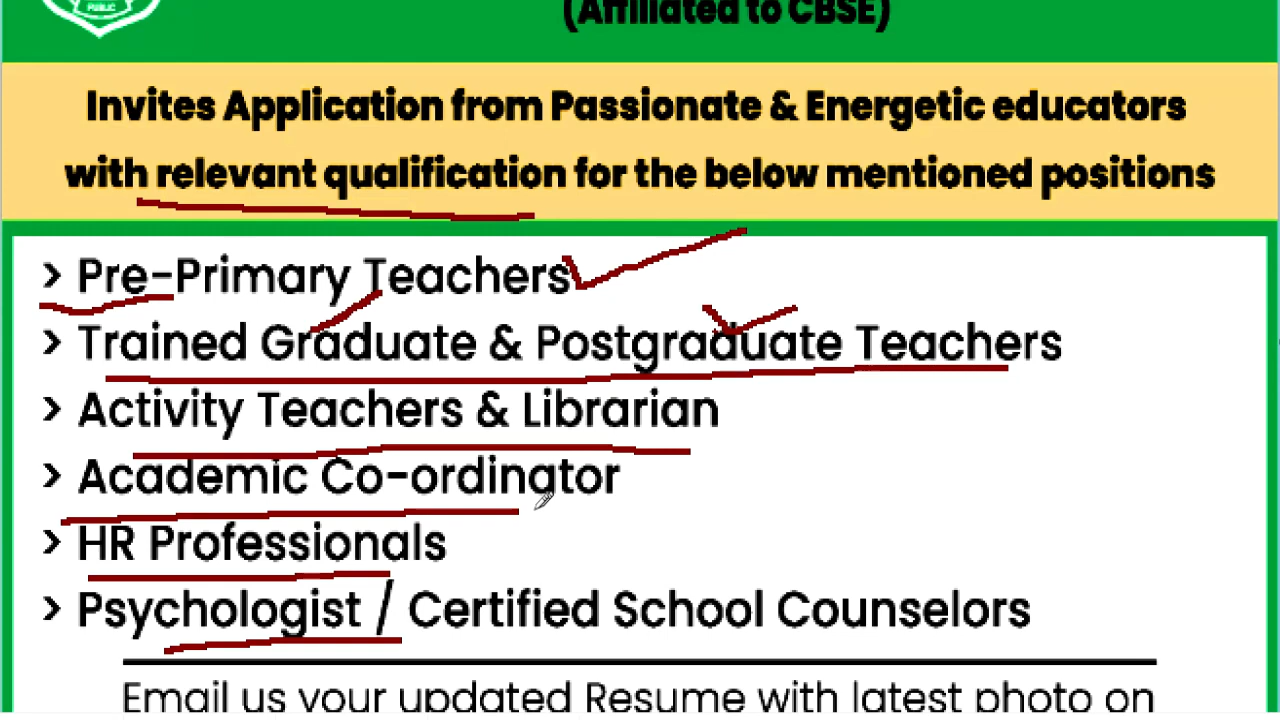 PUBLIC
(Affiliated to CBSE)
Invites Application from Passionate & Energetic educators
with relevant qualification for the below mentioned positions
> Pre-Primary Teachers
> Trained Graduate & Postgraduate Teachers
> Activity Teachers & Librarian
> Academic Co-ordinator
> HR Professionals
> Psychologist / Certified School Counselors
Email us your updated Resume with latest photo on